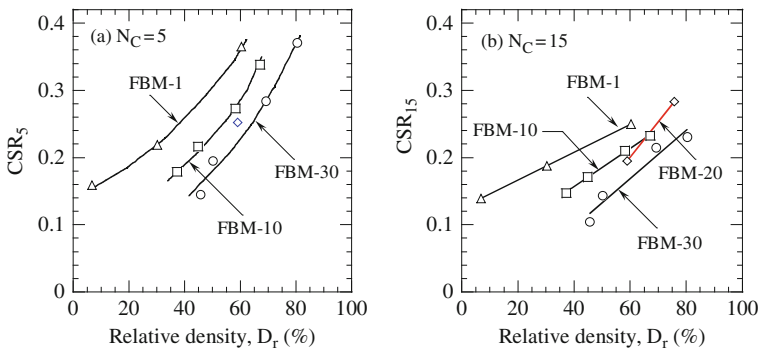 (a) N_C=5
CSR₅
0.4
0.3
0.2
0.1
0
FBM-1
FBM-30
FBM-10
0 20 40 60 80 100
Relative density, D_r (%)
(b) N_C=15
CSR₁₅
0.4
0.3
0.2
0.1
0
FBM-1
FBM-10
FBM-20
FBM-30
0 20 40 60 80 100
Relative density, D_r (%)